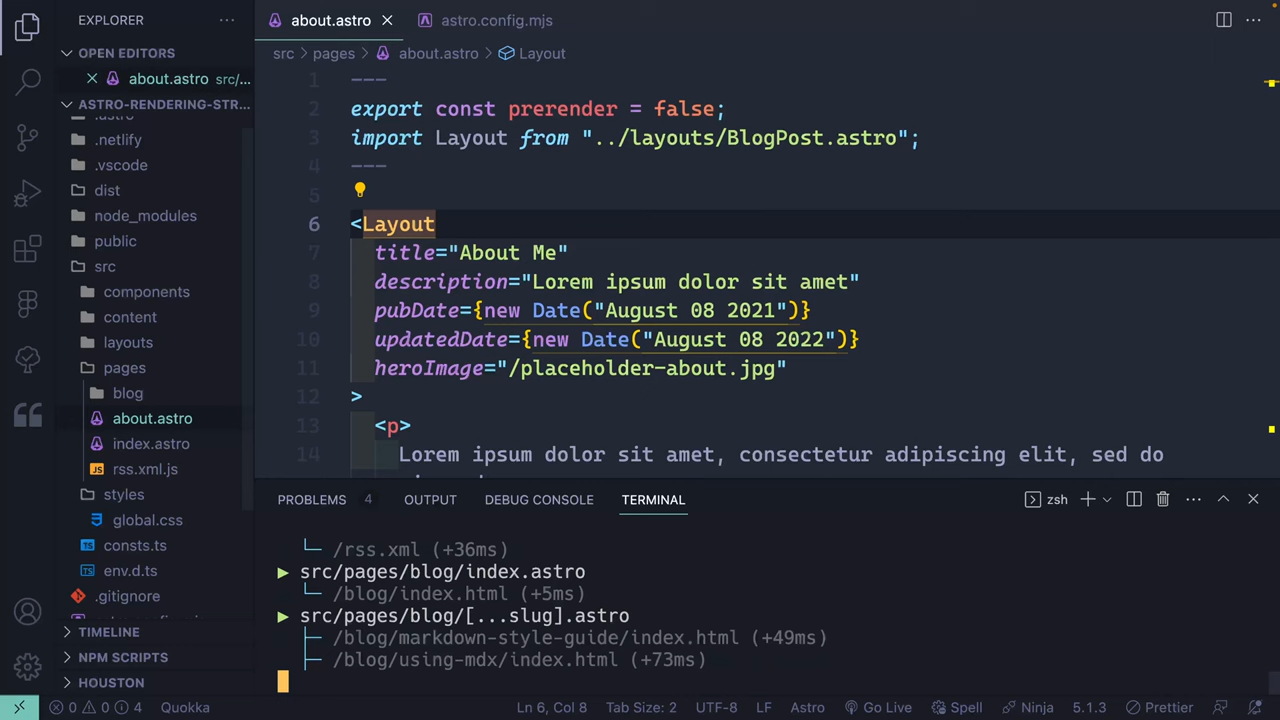 EXPLORER
about.astro
astro.config.mjs
OPEN EDITORS
about.astro src/...
src
pages
about.astro
Layout
ASTRO-RENDERING-STR...
.netlify
.vscode
dist
node_modules
public
src
components
content
layouts
pages
blog
about.astro
index.astro
JS rss.xml.js
styles
global.css
TS consts.ts
TS env.d.ts
.gitignore
TIMELINE
NPM SCRIPTS
HOUSTON
1 ---
2 export const prerender = false;
3 import Layout from "../layouts/BlogPost.astro";
4 ---
5
6 <Layout
7 title="About Me"
8 description="Lorem ipsum dolor sit amet"
9 pubDate={new Date("August 08 2021")}
10 updatedDate={new Date("August 08 2022")}
11 heroImage="/placeholder-about.jpg"
12 >
13 <p>
14 Lorem ipsum dolor sit amet, consectetur adipiscing elit, sed do
PROBLEMS 4 OUTPUT DEBUG CONSOLE TERMINAL zsh
└─ /rss.xml (+36ms)
▶ src/pages/blog/index.astro
└─ /blog/index.html (+5ms)
▶ src/pages/blog/[...slug].astro
├─ /blog/markdown-style-guide/index.html (+49ms)
├─ /blog/using-mdx/index.html (+73ms)
0 0 4 Quokka Ln 6, Col 8 Tab Size: 2 UTF-8 LF Astro Go Live Spell Ninja 5.1.3 Prettier